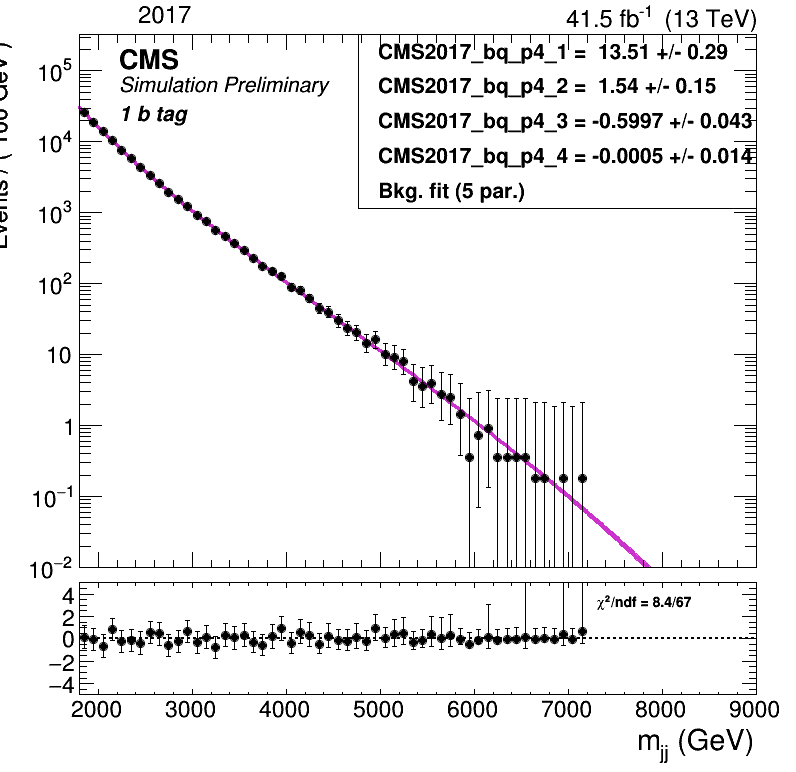 2017
41.5 fb-1 (13 TeV)
CMS
Simulation Preliminary
1 b tag
CMS2017_bq_p4_1 = 13.51 +/- 0.29
CMS2017_bq_p4_2 = 1.54 +/- 0.15
CMS2017_bq_p4_3 = -0.5997 +/- 0.043
CMS2017_bq_p4_4 = -0.0005 +/- 0.014
Bkg. fit (5 par.)
Events / ( 100 GeV )
10^5
10^4
10^3
10^2
10
1
10^−1
10^−2
χ²/ndf = 8.4/67
4
2
0
−2
−4
2000 3000 4000 5000 6000 7000 8000 9000
m_jj (GeV)